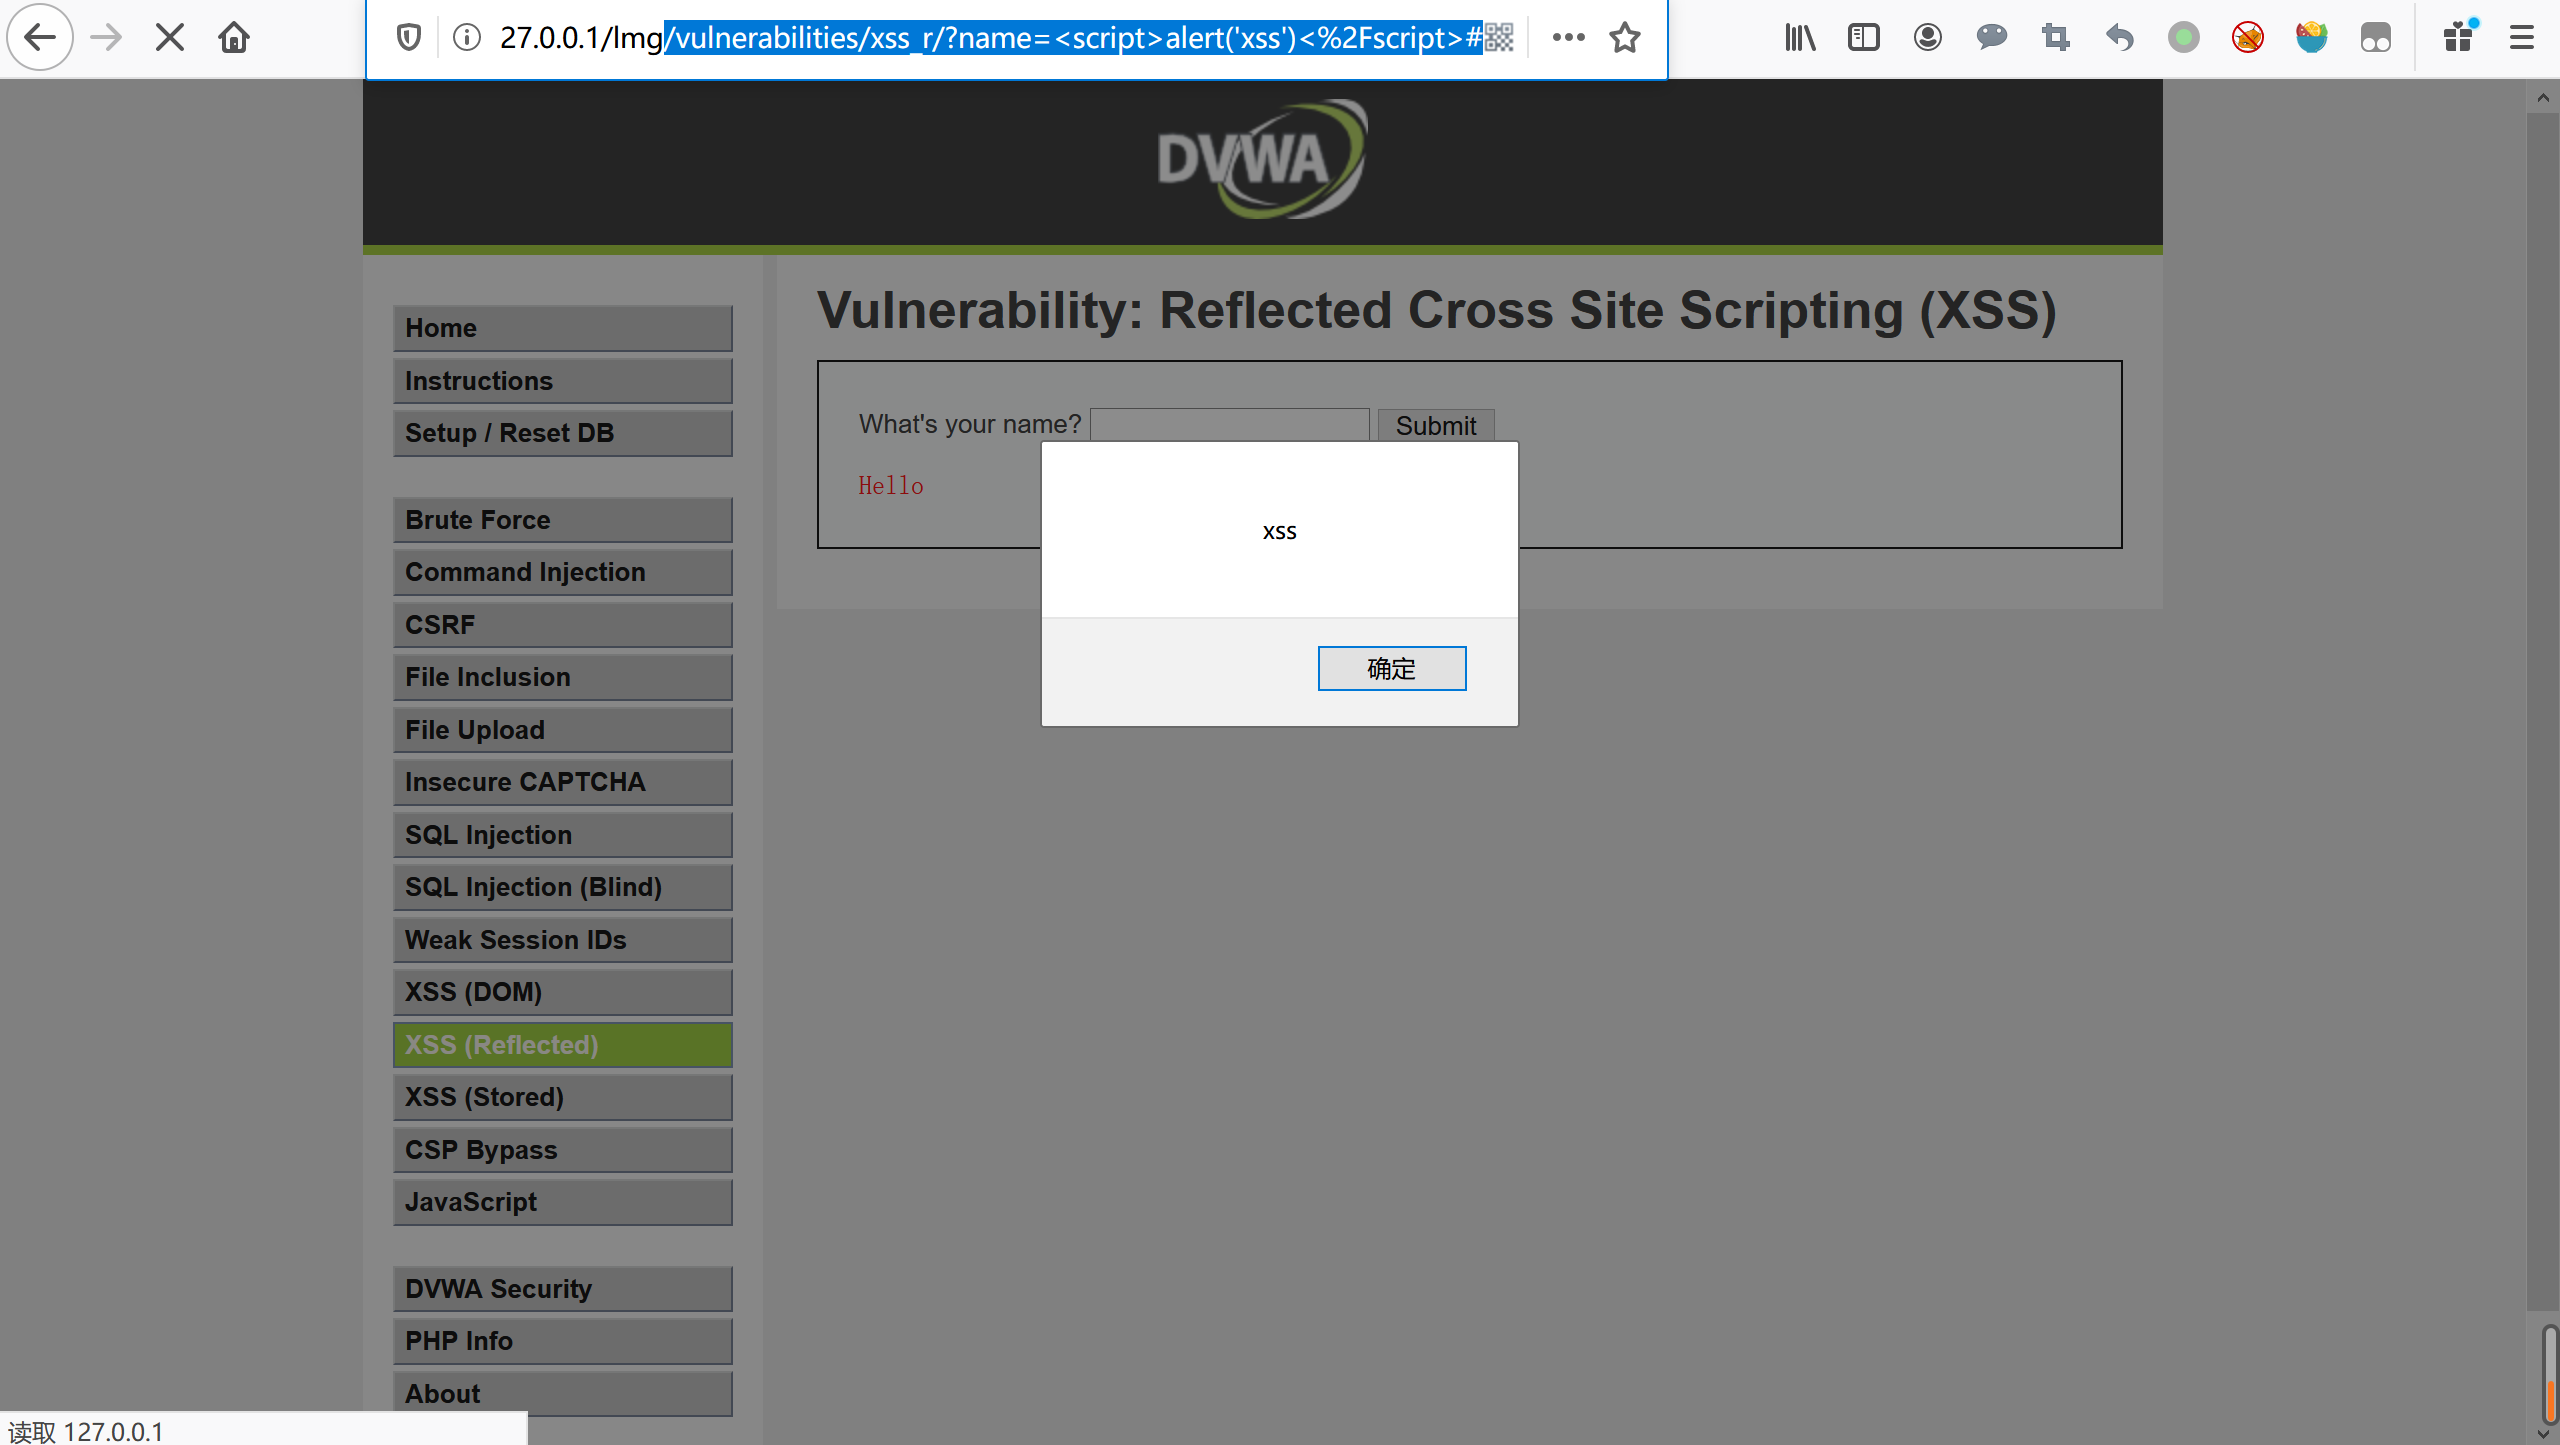 27.0.0.1/lmg/vulnerabilities/xss_r/?name=<script>alert('xss')<%2Fscript>#
DVWA
Vulnerability: Reflected Cross Site Scripting (XSS)
What's your name? Submit
Hello
xss
确定
Home
Instructions
Setup / Reset DB
Brute Force
Command Injection
CSRF
File Inclusion
File Upload
Insecure CAPTCHA
SQL Injection
SQL Injection (Blind)
Weak Session IDs
XSS (DOM)
XSS (Reflected)
XSS (Stored)
CSP Bypass
JavaScript
DVWA Security
PHP Info
About
读取 127.0.0.1